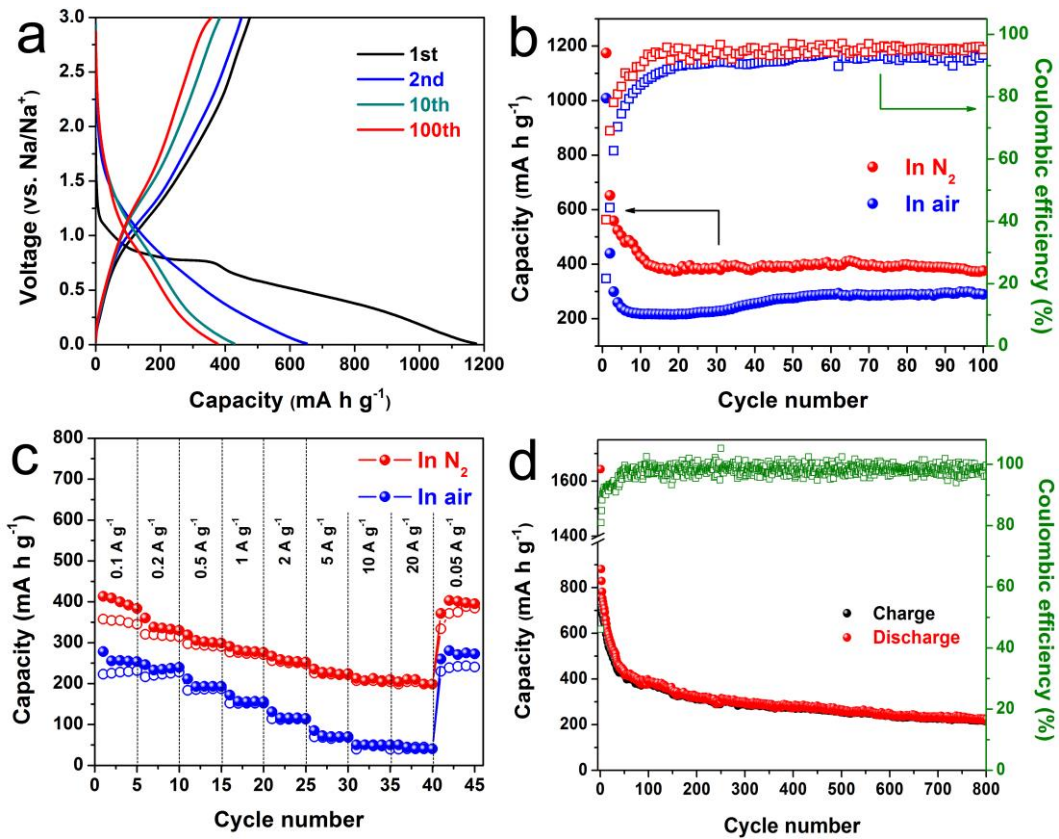 a
3.0
2.5
2.0
1.5
1.0
0.5
0.0
Voltage (vs. Na/Na⁺)
1st
2nd
10th
100th
0 200 400 600 800 1000 1200
Capacity (mA h g⁻¹)
b
1200
1000
800
600
400
200
Capacity (mA h g⁻¹)
In N₂
In air
100
80
60
40
20
0
Coulombic efficiency (%)
0 10 20 30 40 50 60 70 80 90 100
Cycle number
c
800
700
600
500
400
300
200
100
0
Capacity (mA h g⁻¹)
In N₂
In air
0.1 A g⁻¹
0.2 A g⁻¹
0.5 A g⁻¹
1 A g⁻¹
2 A g⁻¹
5 A g⁻¹
10 A g⁻¹
20 A g⁻¹
0.05 A g⁻¹
0 5 10 15 20 25 30 35 40 45
Cycle number
d
1600
1400
800
600
400
200
0
Capacity (mA h g⁻¹)
Charge
Discharge
100
80
60
40
20
0
Coulombic efficiency (%)
0 100 200 300 400 500 600 700 800
Cycle number